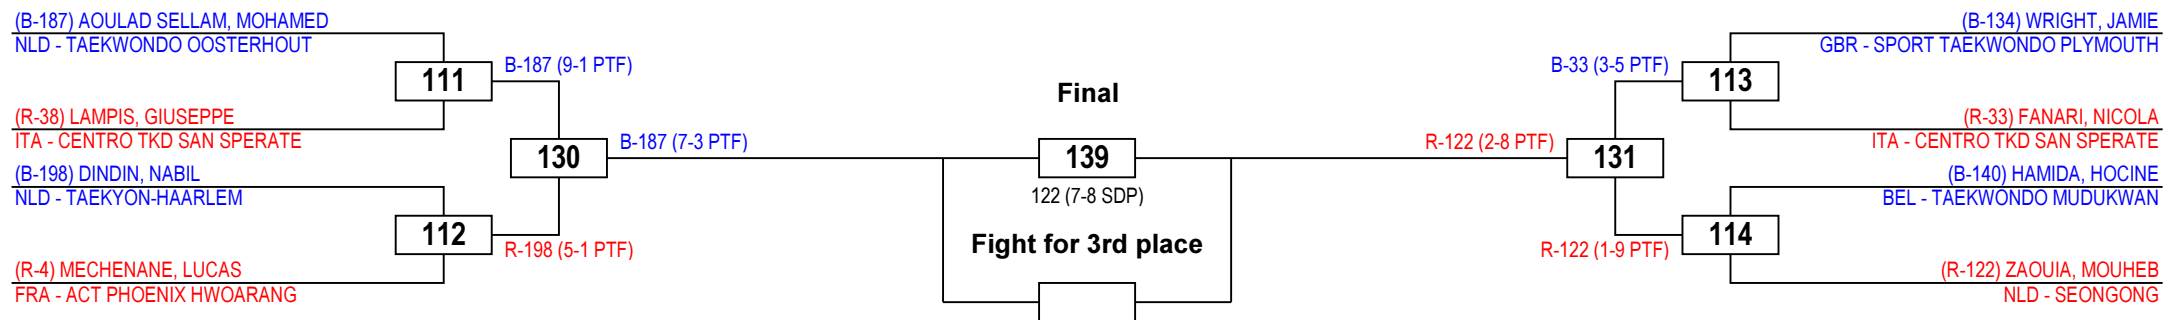 (B-187) AOULAD SELLAM, MOHAMED
NLD - TAEKWONDO OOSTERHOUT
111
B-187 (9-1 PTF)
(R-38) LAMPIS, GIUSEPPE
ITA - CENTRO TKD SAN SPERATE
130
B-187 (7-3 PTF)
(B-198) DINDIN, NABIL
NLD - TAEKYON-HAARLEM
112
R-198 (5-1 PTF)
(R-4) MECHENANE, LUCAS
FRA - ACT PHOENIX HWOARANG
Final
139
122 (7-8 SDP)
Fight for 3rd place
(B-134) WRIGHT, JAMIE
GBR - SPORT TAEKWONDO PLYMOUTH
B-33 (3-5 PTF)
113
(R-33) FANARI, NICOLA
ITA - CENTRO TKD SAN SPERATE
R-122 (2-8 PTF)
131
(B-140) HAMIDA, HOCINE
BEL - TAEKWONDO MUDUKWAN
R-122 (1-9 PTF)
114
(R-122) ZAOUIA, MOUHEB
NLD - SEONGONG